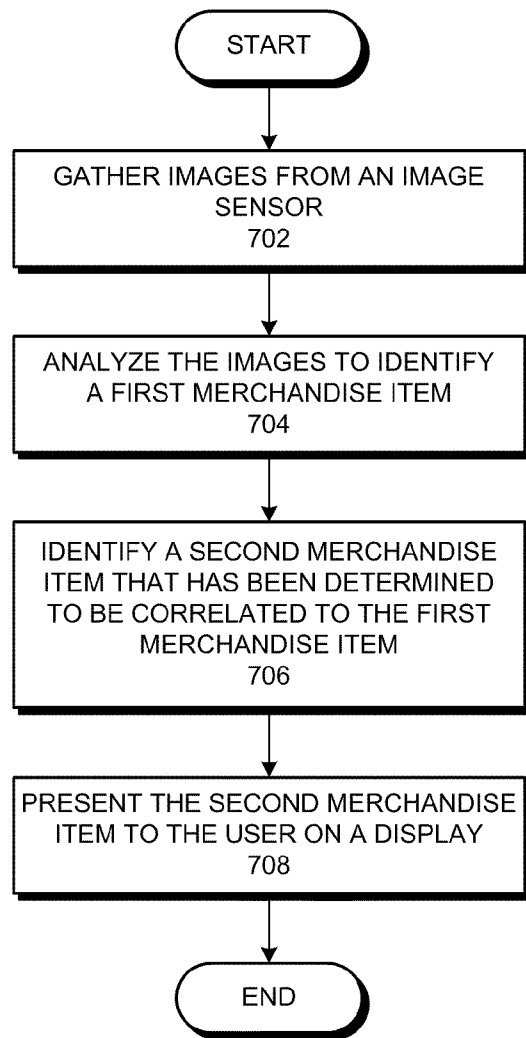 START
GATHER IMAGES FROM AN IMAGE
SENSOR
702
ANALYZE THE IMAGES TO IDENTIFY
A FIRST MERCHANDISE ITEM
704
IDENTIFY A SECOND MERCHANDISE
ITEM THAT HAS BEEN DETERMINED
TO BE CORRELATED TO THE FIRST
MERCHANDISE ITEM
706
PRESENT THE SECOND MERCHANDISE
ITEM TO THE USER ON A DISPLAY
708
END